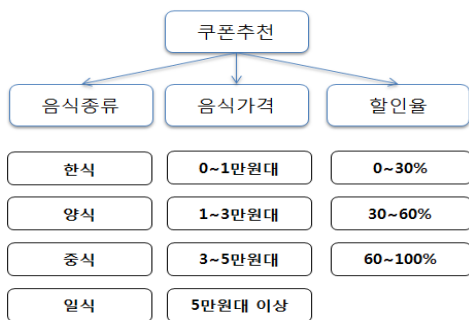 쿠폰추천
음식종류 음식가격 할인율
한식 0~1만원대 0~30%
양식 1~3만원대 30~60%
중식 3~5만원대 60~100%
일식 5만원대 이상